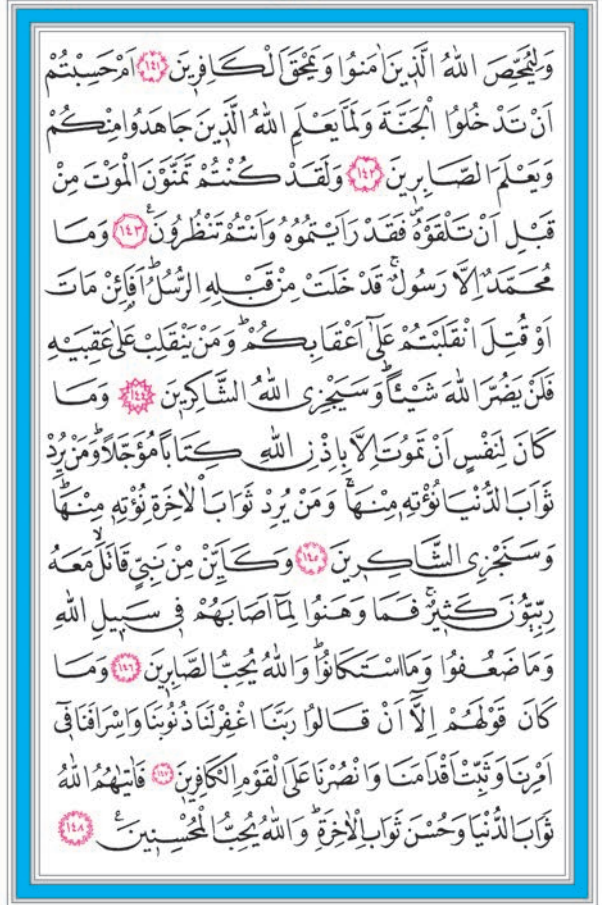 وَلِيُمَحِّصَ اللّٰهُ الَّذ۪ينَ اٰمَنُوا وَيَمْحَقَ الْكَافِر۪ينَ ﴿١٤١﴾ اَمْ حَسِبْتُمْ
اَنْ تَدْخُلُوا الْجَنَّةَ وَلَمَّا يَعْلَمِ اللّٰهُ الَّذ۪ينَ جَاهَدُوا مِنْكُمْ
وَيَعْلَمَ الصَّابِر۪ينَ ﴿١٤٢﴾ وَلَقَدْ كُنْتُمْ تَمَنَّوْنَ الْمَوْتَ مِنْ
قَبْلِ اَنْ تَلْقَوْهُۖ فَقَدْ رَاَيْتُمُوهُ وَاَنْتُمْ تَنْظُرُونَ۟ ﴿١٤٣﴾ وَمَا
مُحَمَّدٌ اِلَّا رَسُولٌۚ قَدْ خَلَتْ مِنْ قَبْلِهِ الرُّسُلُۜ اَفَا۬ئِنْ مَاتَ
اَوْ قُتِلَ انْقَلَبْتُمْ عَلٰٓى اَعْقَابِكُمْۜ وَمَنْ يَنْقَلِبْ عَلٰى عَقِبَيْهِ
فَلَنْ يَضُرَّ اللّٰهَ شَيْـٔاًۜ وَسَيَجْزِي اللّٰهُ الشَّاكِر۪ينَ ﴿١٤٤﴾ وَمَا
كَانَ لِنَفْسٍ اَنْ تَمُوتَ اِلَّا بِاِذْنِ اللّٰهِ كِتَاباً مُؤَجَّلاًۜ وَمَنْ يُرِدْ
ثَوَابَ الدُّنْيَا نُؤْتِه۪ مِنْهَاۚ وَمَنْ يُرِدْ ثَوَابَ الْاٰخِرَةِ نُؤْتِه۪ مِنْهَاۜ
وَسَنَجْزِي الشَّاكِر۪ينَ ﴿١٤٥﴾ وَكَاَيِّنْ مِنْ نَبِيٍّ قَاتَلَۙ مَعَهُ
رِبِّيُّونَ كَث۪يرٌۚ فَمَا وَهَنُوا لِمَٓا اَصَابَهُمْ ف۪ي سَب۪يلِ اللّٰهِ
وَمَا ضَعُفُوا وَمَا اسْتَكَانُواۜ وَاللّٰهُ يُحِبُّ الصَّابِر۪ينَ ﴿١٤٦﴾ وَمَا
كَانَ قَوْلَهُمْ اِلَّٓا اَنْ قَالُوا رَبَّنَا اغْفِرْ لَنَا ذُنُوبَنَا وَاِسْرَافَنَا ف۪ٓي
اَمْرِنَا وَثَبِّتْ اَقْدَامَنَا وَانْصُرْنَا عَلَى الْقَوْمِ الْكَافِر۪ينَ ﴿١٤٧﴾ فَاٰتٰيهُمُ اللّٰهُ
ثَوَابَ الدُّنْيَا وَحُسْنَ ثَوَابِ الْاٰخِرَةِۜ وَاللّٰهُ يُحِبُّ الْمُحْسِن۪ينَ۟ ﴿١٤٨﴾